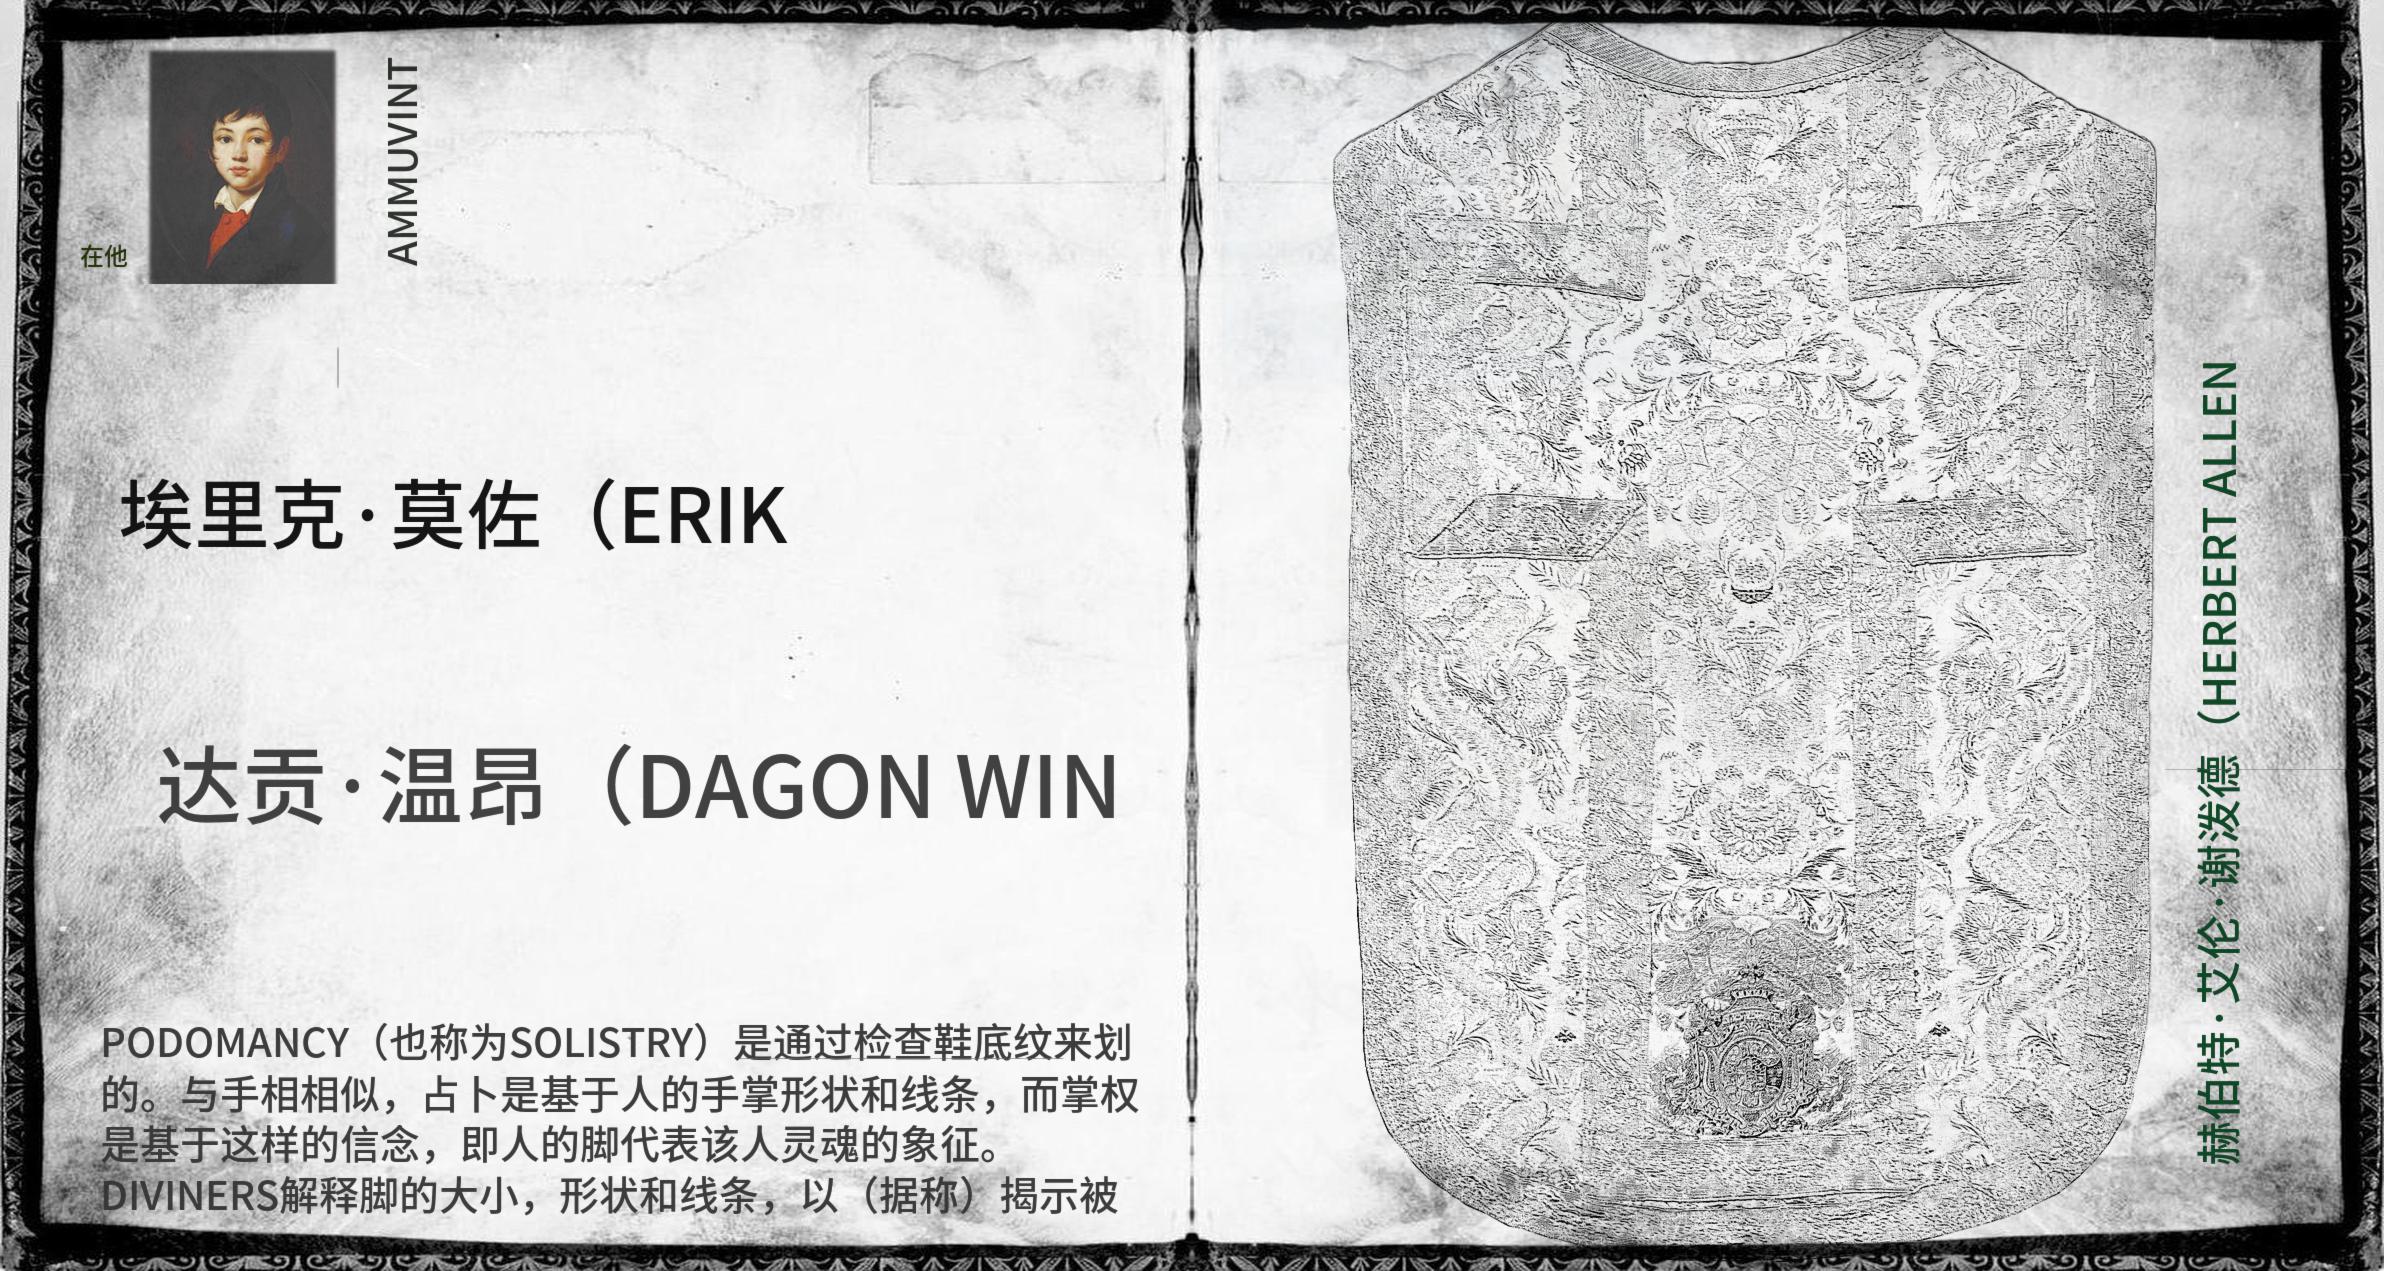 AMMUVINT
在他
埃里克·莫佐（ERIK
达贡·温昂（DAGON WIN
PODOMANCY（也称为SOLISTRY）是通过检查鞋底纹来划
的。与手相相似，占卜是基于人的手掌形状和线条，而掌权
是基于这样的信念，即人的脚代表该人灵魂的象征。
DIVINERS解释脚的大小，形状和线条，以（据称）揭示被
赫伯特·艾伦·谢泼德（HERBERT ALLEN